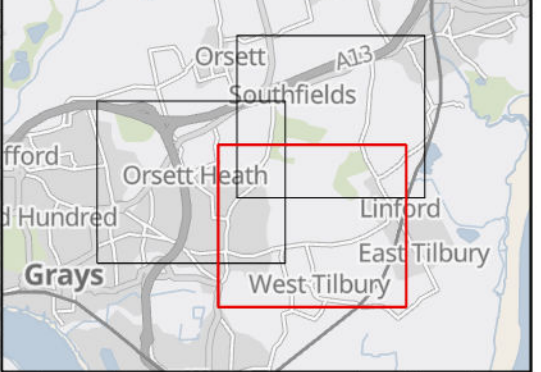 Orsett
A13
Southfields
fford
Orsett Heath
d Hundred
Linford
East Tilbury
Grays
West Tilbury